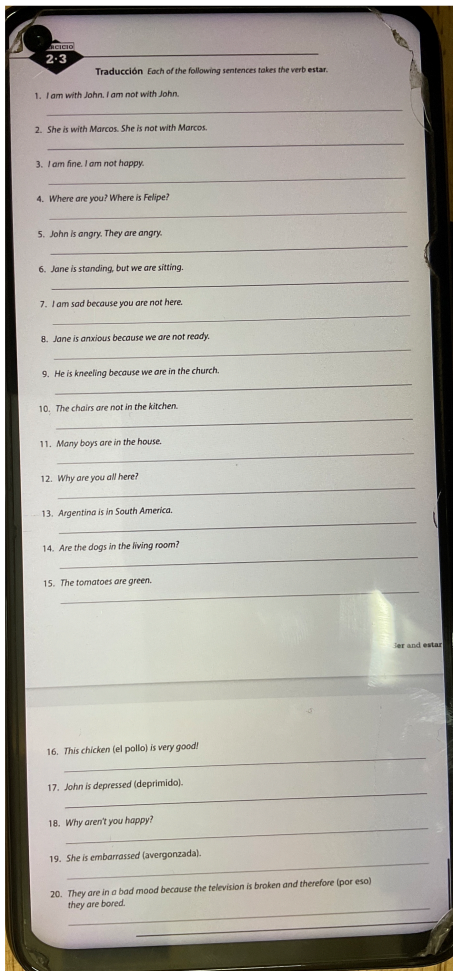 2·3
Traducción Each of the following sentences takes the verb estar.
1. I am with John. I am not with John.
2. She is with Marcos. She is not with Marcos.
3. I am fine. I am not happy.
4. Where are you? Where is Felipe?
5. John is angry. They are angry.
6. Jane is standing, but we are sitting.
7. I am sad because you are not here.
8. Jane is anxious because we are not ready.
9. He is kneeling because we are in the church.
10. The chairs are not in the kitchen.
11. Many boys are in the house.
12. Why are you all here?
13. Argentina is in South America.
14. Are the dogs in the living room?
15. The tomatoes are green.
and estar
16. This chicken (el pollo) is very good!
17. John is depressed (deprimido).
18. Why aren't you happy?
19. She is embarrassed (avergonzada).
20. They are in a bad mood because the television is broken and therefore (por eso)
they are bored.